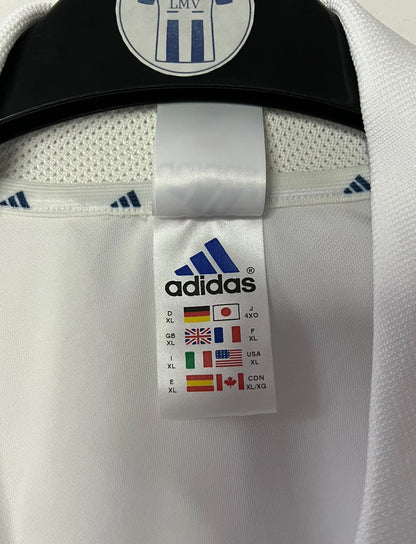 LMV
adidas®
D XL J 4XO
GB XL F XL
I XL USA XL
E XL CDN XL/XG